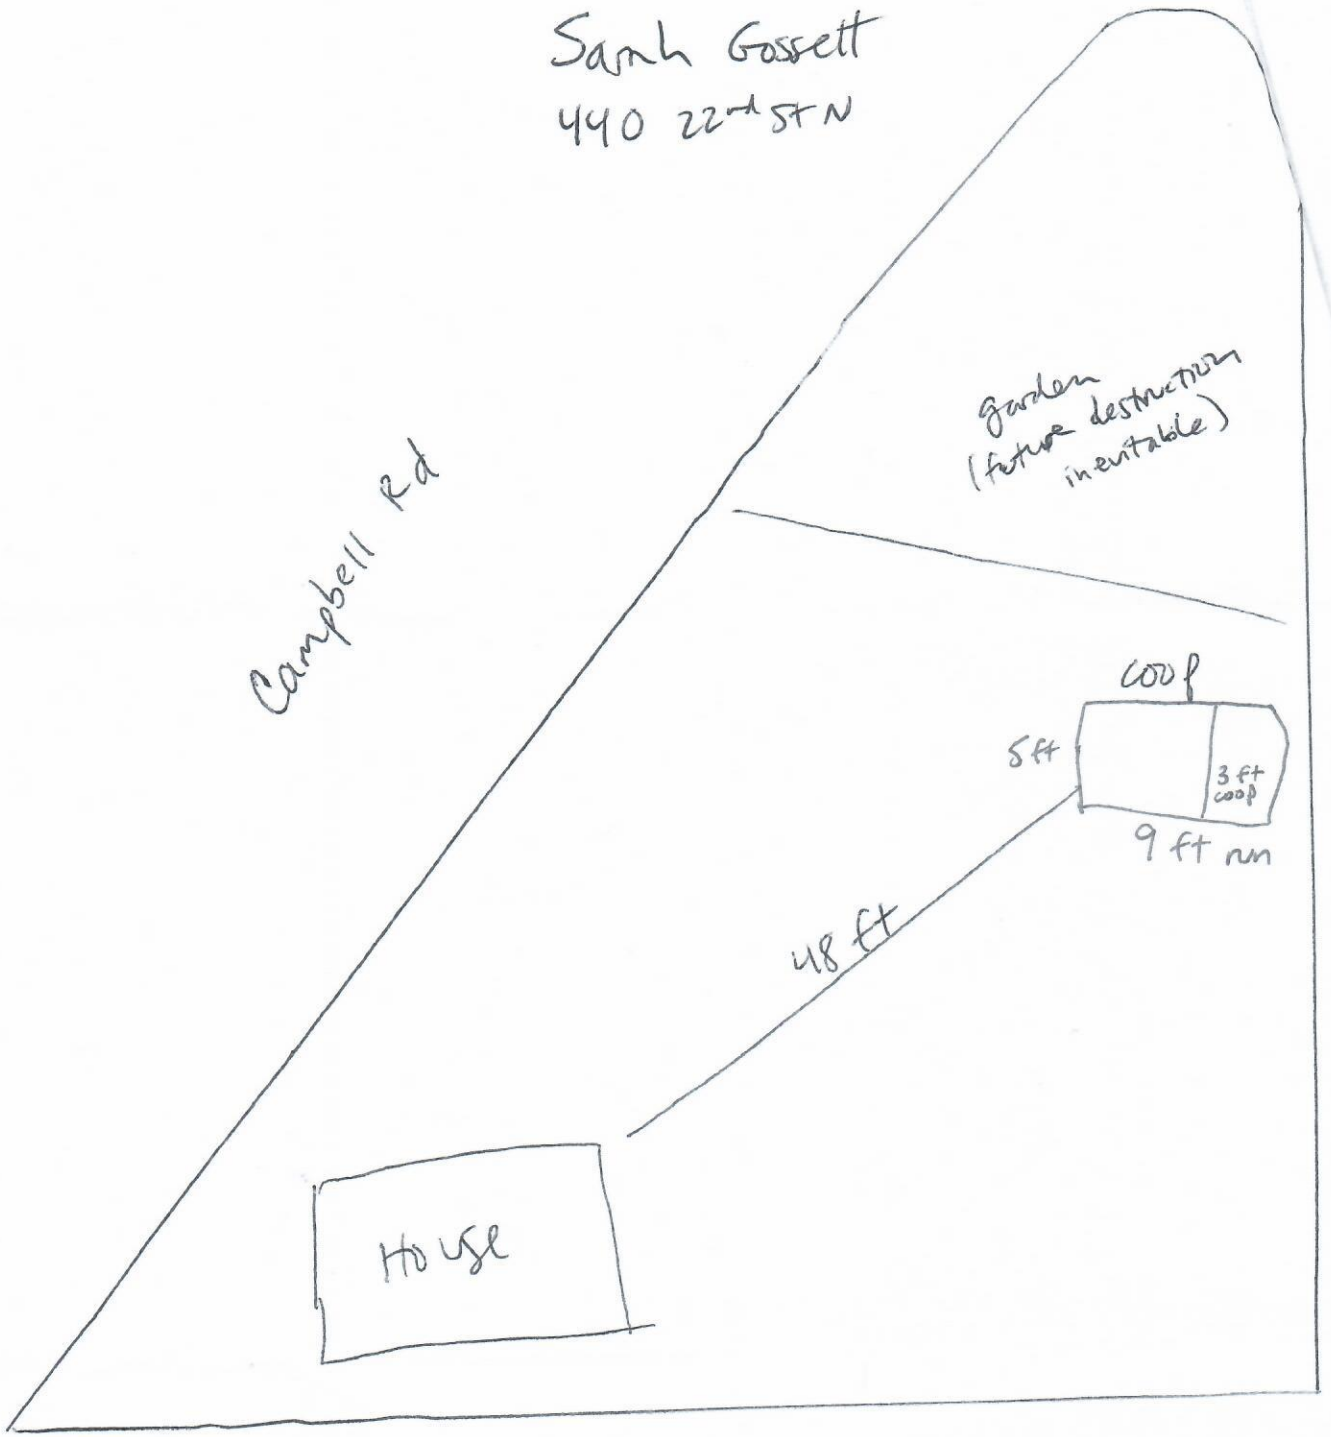 Sarah Gossett
440 22nd St N
Campbell Rd
garden
(future destruction
inevitable)
coop
5 ft
3 ft
coop
9 ft run
48 ft
House